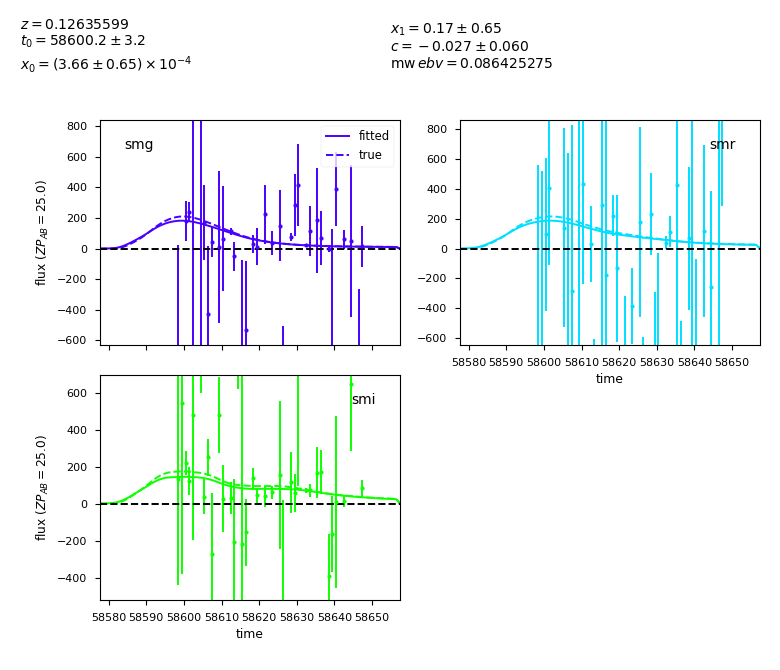 z = 0.12635599
t₀ = 58600.2 ± 3.2
x₀ = (3.66 ± 0.65) × 10⁻⁴
x₁ = 0.17 ± 0.65
c = −0.027 ± 0.060
mw ebv = 0.086425275
smg
fitted
true
800
600
400
200
0
−200
−400
−600
flux (ZP_AB = 25.0)
smr
800
600
400
200
0
−200
−400
−600
58580 58590 58600 58610 58620 58630 58640 58650
time
smi
600
400
200
0
−200
−400
flux (ZP_AB = 25.0)
58580 58590 58600 58610 58620 58630 58640 58650
time